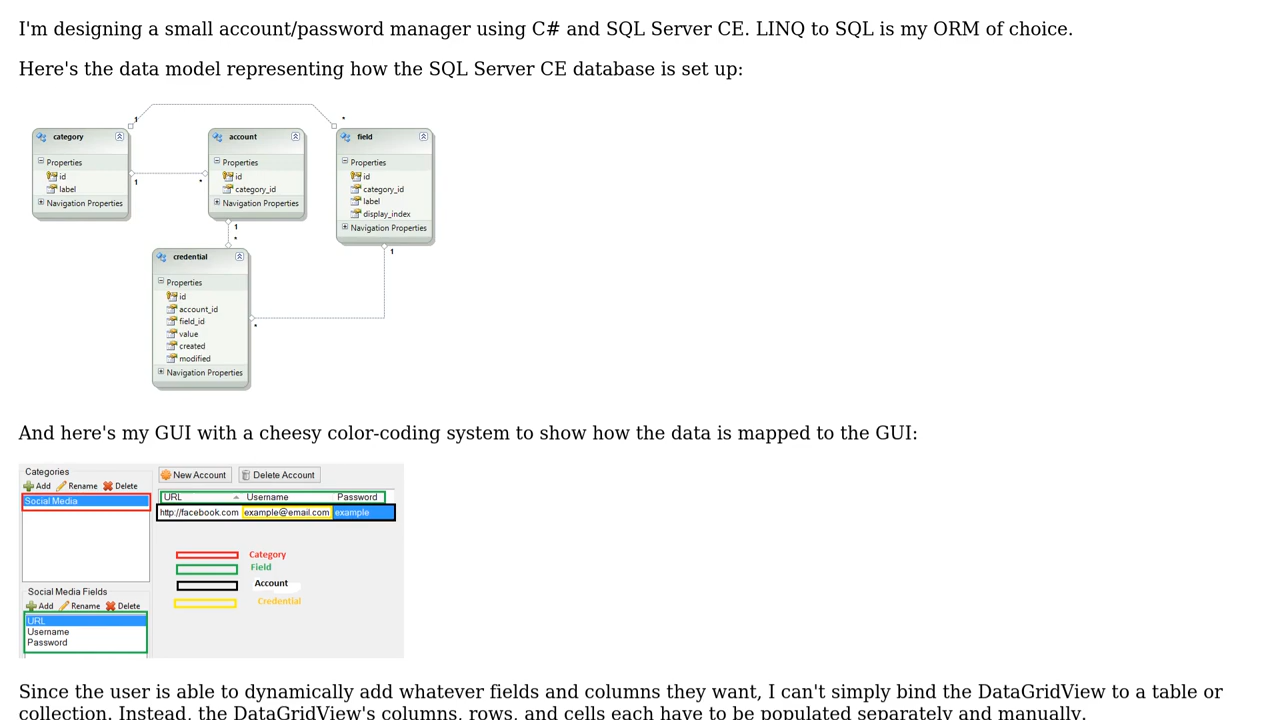 I'm designing a small account/password manager using C# and SQL Server CE. LINQ to SQL is my ORM of choice.
Here's the data model representing how the SQL Server CE database is set up:
1
*
category
account
field
Properties
Properties
Properties
id
id
id
label
category_id
category_id
1
*
label
Navigation Properties
Navigation Properties
display_index
Navigation Properties
1
*
1
credential
Properties
id
account_id
field_id
*
value
created
modified
Navigation Properties
And here's my GUI with a cheesy color-coding system to show how the data is mapped to the GUI:
Categories
New Account Delete Account
Add Rename Delete
URL Username Password
Social Media
http://facebook.com example@email.com example
Category
Field
Account
Credential
Social Media Fields
Add Rename Delete
URL
Username
Password
Since the user is able to dynamically add whatever fields and columns they want, I can't simply bind the DataGridView to a table or
collection. Instead, the DataGridView's columns, rows, and cells each have to be populated separately and manually.